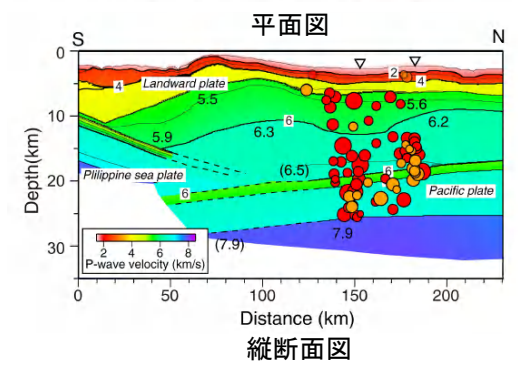 平面図
S
N
0
10
20
30
Depth(km)
2
4
4
Landward plate
5.5
5.6
5.9
6.3
6
6.2
(6.5)
6
Pilippine sea plate
6
Pacific plate
7.9
(7.9)
2 4 6 8
P-wave velocity (km/s)
0 50 100 150 200
Distance (km)
縦断面図